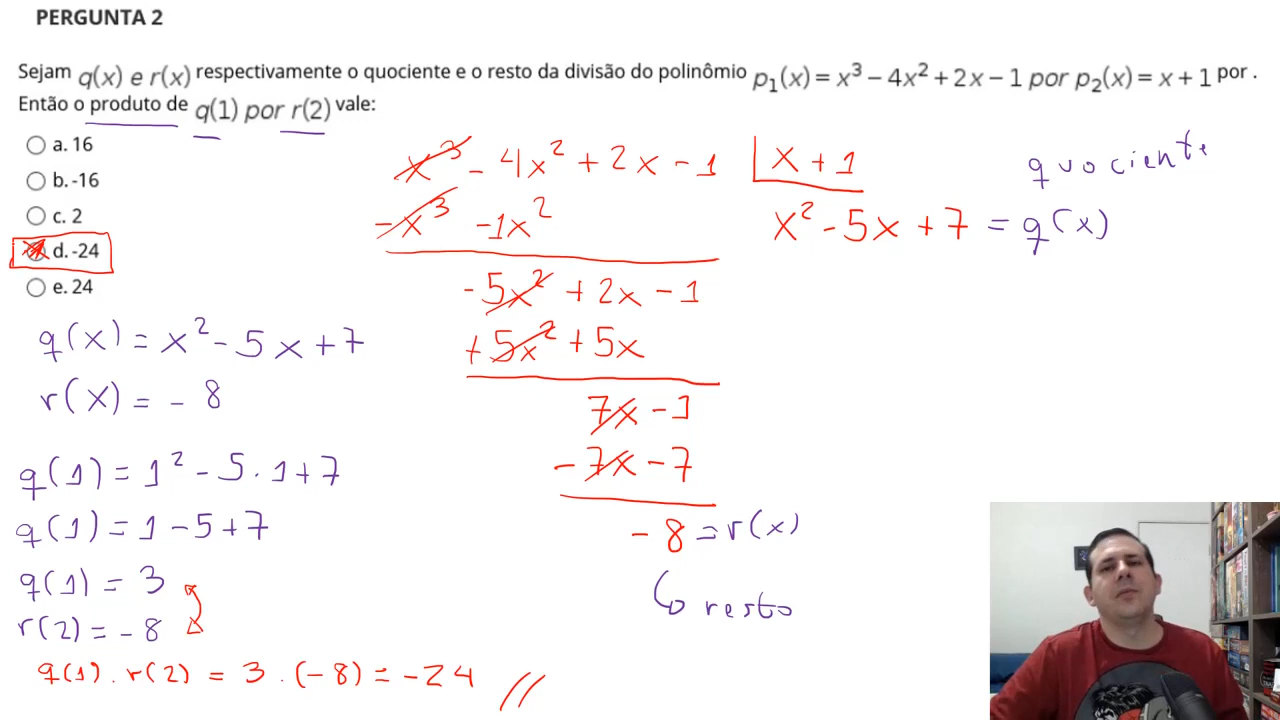 PERGUNTA 2
Sejam q(x) e r(x) respectivamente o quociente e o resto da divisão do polinômio p₁(x) = x³ − 4x² + 2x − 1 por p₂(x) = x + 1 por .
Então o produto de q(1) por r(2) vale:
a. 16
b. -16
c. 2
d. -24
e. 24
x³ - 4x² + 2x - 1 | x + 1
quociente
-x³ -1x²
x² - 5x + 7 = q(x)
-5x² + 2x - 1
+5x² + 5x
7x - 1
-7x - 7
-8 = r(x)
resto
q(x) = x² - 5x + 7
r(x) = -8
q(1) = 1² - 5.1 + 7
q(1) = 1 - 5 + 7
q(1) = 3
r(2) = -8
q(1) . r(2) = 3 . (-8) = -24 //